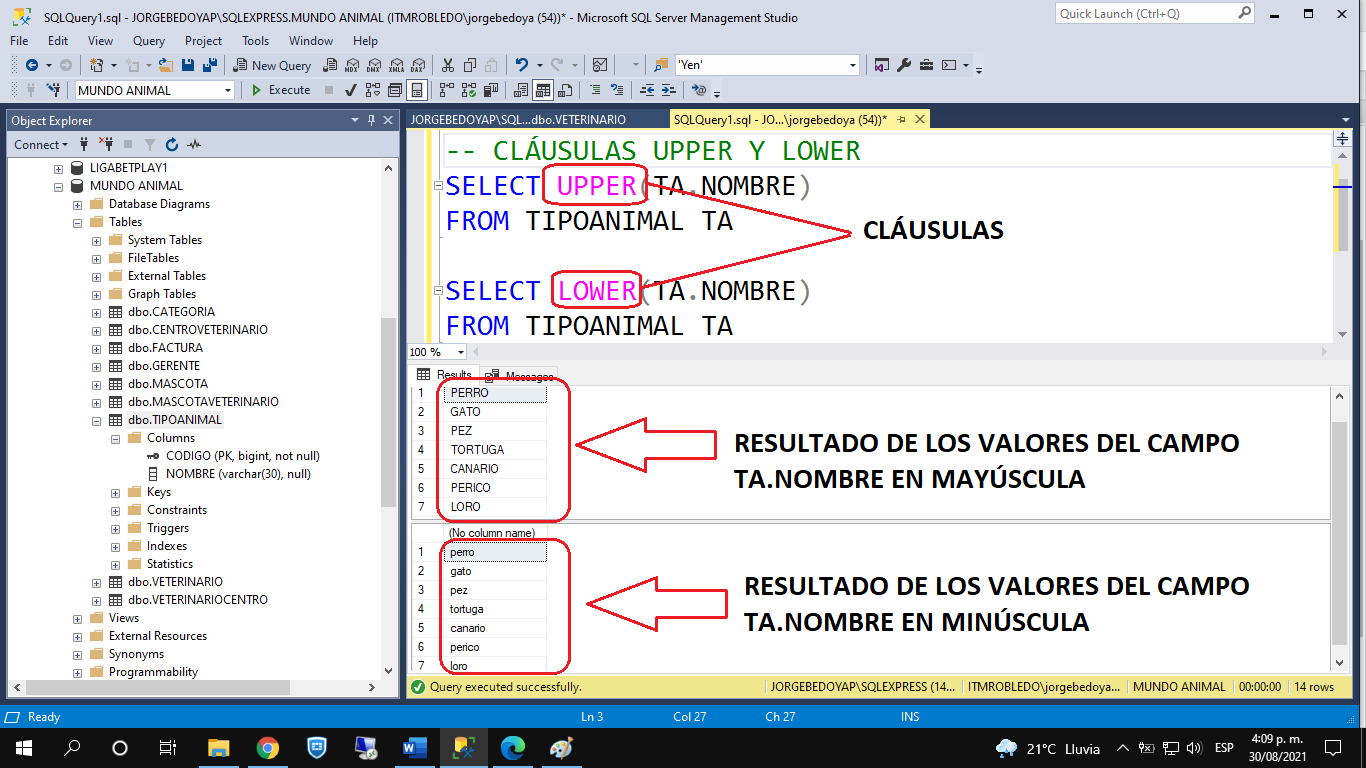 SQLQuery1.sql - JORGEBEDOYAP\SQLEXPRESS.MUNDO ANIMAL (ITMROBLEDO\jorgebedoya (54))* - Microsoft SQL Server Management Studio
Quick Launch (Ctrl+Q)
File Edit View Query Project Tools Window Help
New Query
MDX DMX XMLA DAX
'Yen'
MUNDO ANIMAL
Execute
Object Explorer
Connect
LIGABETPLAY1
MUNDO ANIMAL
Database Diagrams
Tables
System Tables
FileTables
External Tables
Graph Tables
dbo.CATEGORIA
dbo.CENTROVETERINARIO
dbo.FACTURA
dbo.GERENTE
dbo.MASCOTA
dbo.MASCOTAVETERINARIO
dbo.TIPOANIMAL
Columns
CODIGO (PK, bigint, not null)
NOMBRE (varchar(30), null)
Keys
Constraints
Triggers
Indexes
Statistics
dbo.VETERINARIO
dbo.VETERINARIOCENTRO
Views
External Resources
Synonyms
Programmability
JORGEBEDOYAP\SQL...dbo.VETERINARIO
SQLQuery1.sql - JO...\jorgebedoya (54))*
-- CLÁUSULAS UPPER Y LOWER
SELECT UPPER(TA.NOMBRE)
FROM TIPOANIMAL TA
CLÁUSULAS
SELECT LOWER(TA.NOMBRE)
FROM TIPOANIMAL TA
100 %
Results Messages
1 PERRO
2 GATO
3 PEZ
4 TORTUGA
5 CANARIO
6 PERICO
7 LORO
RESULTADO DE LOS VALORES DEL CAMPO
TA.NOMBRE EN MAYÚSCULA
(No column name)
1 perro
2 gato
3 pez
4 tortuga
5 canario
6 perico
7 loro
RESULTADO DE LOS VALORES DEL CAMPO
TA.NOMBRE EN MINÚSCULA
Query executed successfully.
JORGEBEDOYAP\SQLEXPRESS (14... ITMROBLEDO\jorgebedoya... MUNDO ANIMAL 00:00:00 14 rows
Ready Ln 3 Col 27 Ch 27 INS
21°C Lluvia
ESP
4:09 p. m.
30/08/2021